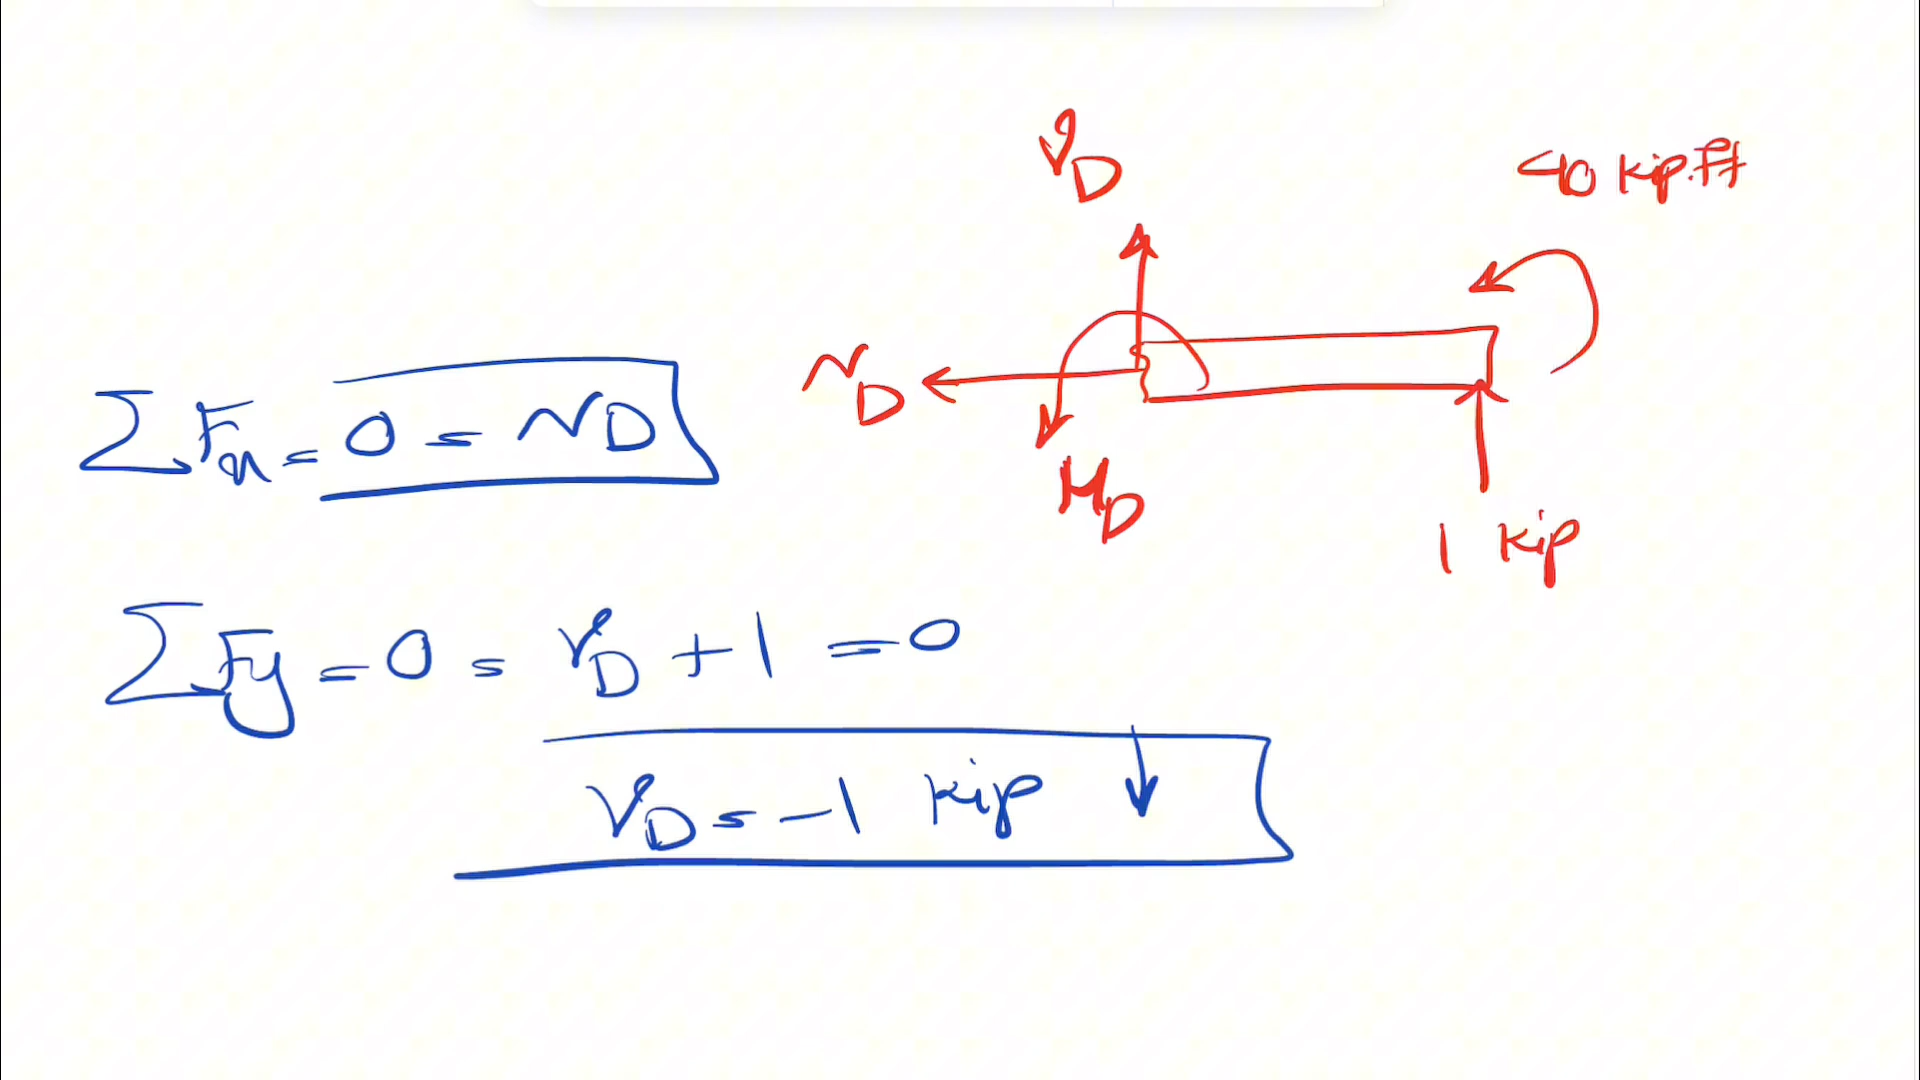 V_D
40 kip.ft
N_D
M_D
1 kip
ΣFx = 0 = N_D
ΣFy = 0 = V_D + 1 = 0
V_D = -1 kip ↓